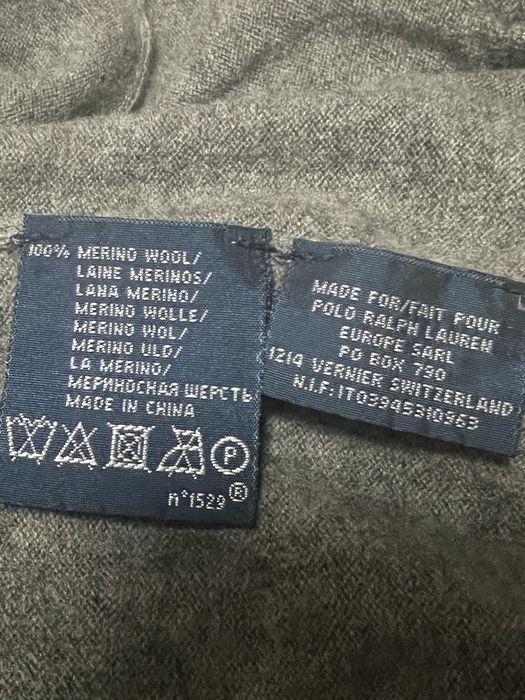 100% MERINO WOOL/
LAINE MERINOS/
LANA MERINO/
MERINO WOLLE/
MERINO WOL/
MERINO ULD/
LA MERINO/
МЕРИНОСНАЯ ШЕРСТЬ
MADE IN CHINA
P
n°1529®
MADE FOR/FAIT POUR
POLO RALPH LAUREN
EUROPE SARL
PO BOX 790
1214 VERNIER SWITZERLAND
N.I.F:IT03945310963